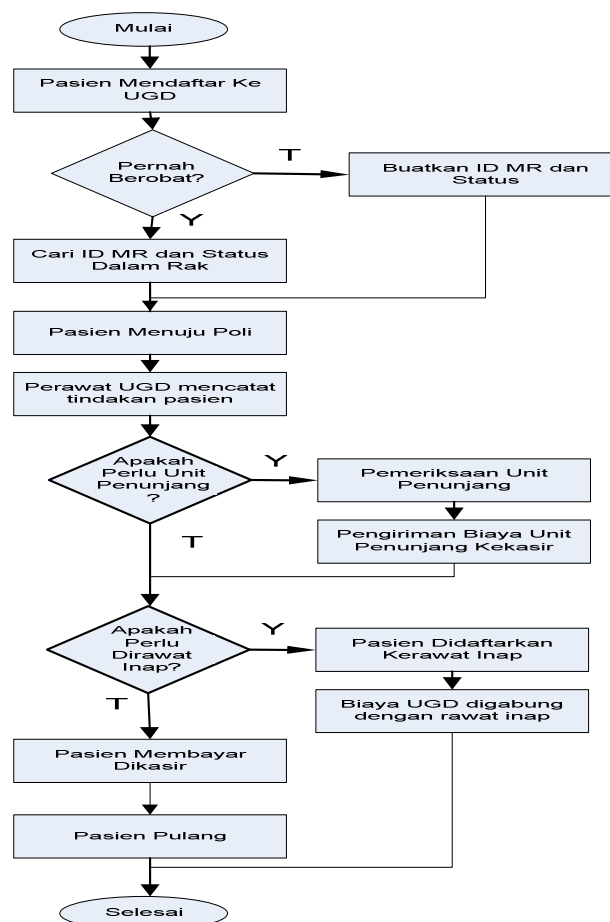 Mulai
Pasien Mendaftar Ke
UGD
Pernah
Berobat?
T
Buatkan ID MR dan
Status
Y
Cari ID MR dan Status
Dalam Rak
Pasien Menuju Poli
Perawat UGD mencatat
tindakan pasien
Apakah
Perlu Unit
Penunjang
?
Y
Pemeriksaan Unit
Penunjang
Pengiriman Biaya Unit
Penunjang Kekasir
T
Apakah
Perlu
Dirawat
Inap?
Y
Pasien Didaftarkan
Kerawat Inap
Biaya UGD digabung
dengan rawat inap
T
Pasien Membayar
Dikasir
Pasien Pulang
Selesai